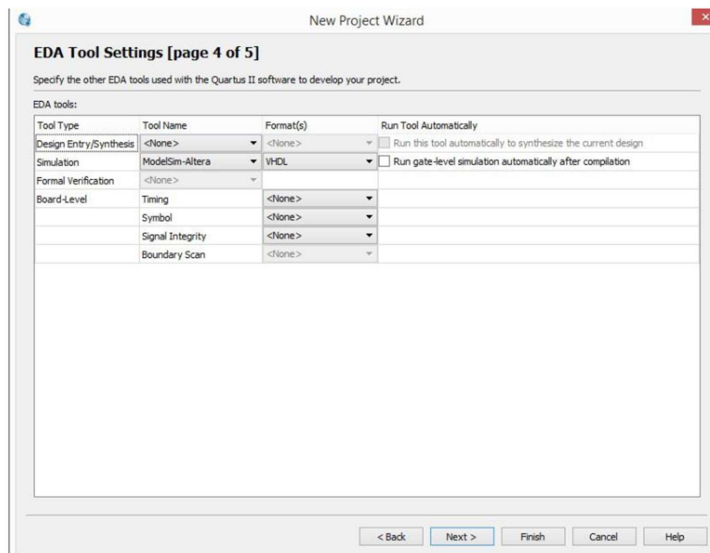 New Project Wizard
EDA Tool Settings [page 4 of 5]
Specify the other EDA tools used with the Quartus II software to develop your project.
EDA tools:
Tool Type Tool Name Format(s) Run Tool Automatically
Design Entry/Synthesis <None> <None> Run this tool automatically to synthesize the current design
Simulation ModelSim-Altera VHDL Run gate-level simulation automatically after compilation
Formal Verification <None>
Board-Level Timing <None>
Symbol <None>
Signal Integrity <None>
Boundary Scan <None>
< Back Next > Finish Cancel Help